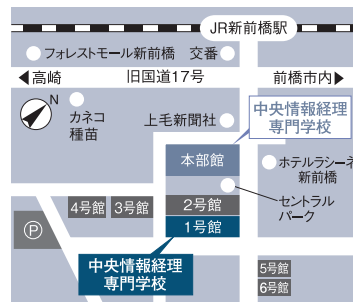 JR新前橋駅
フォレストモール新前橋
交番
◀高崎
旧国道17号
前橋市内▶
N
カネコ
種苗
上毛新聞社
中央情報経理
専門学校
本部館
ホテルラシーネ
新前橋
セントラル
パーク
4号館
3号館
2号館
1号館
P
中央情報経理
専門学校
5号館
6号館